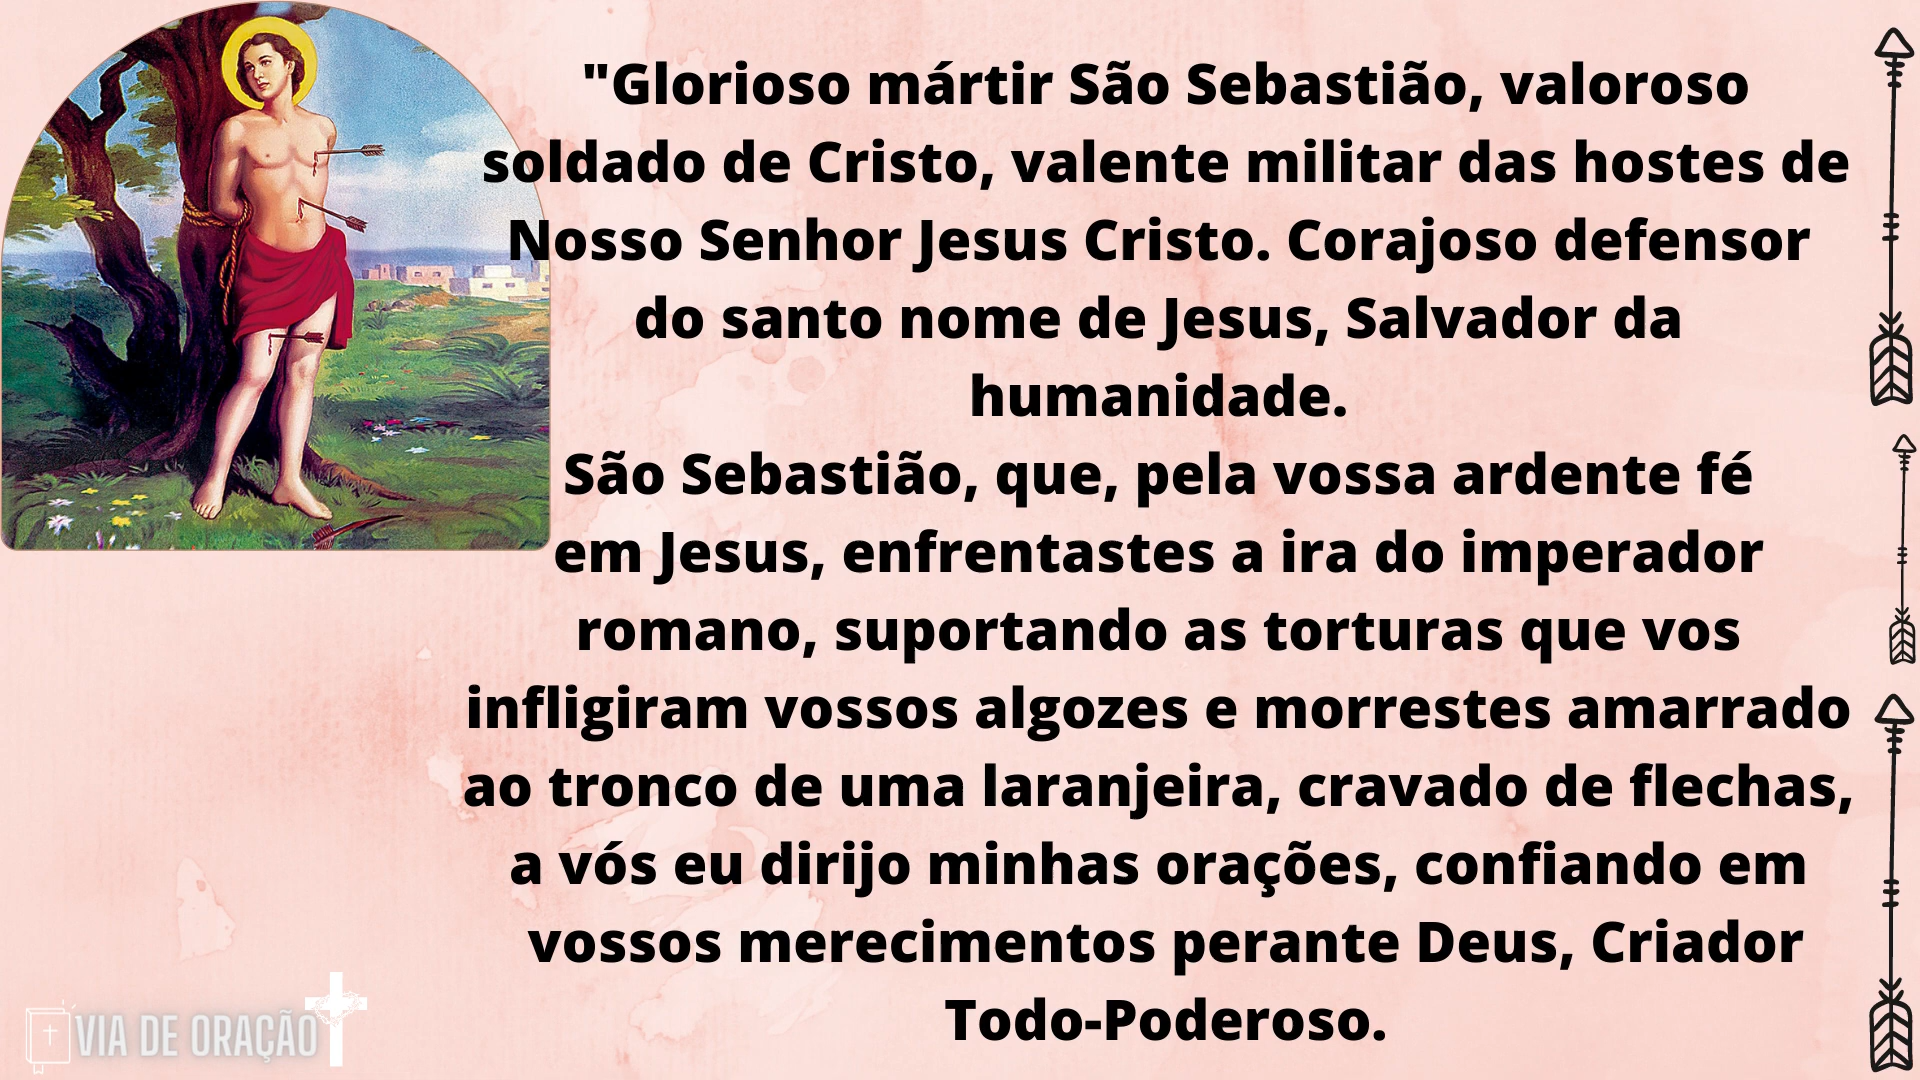 "Glorioso mártir São Sebastião, valoroso
soldado de Cristo, valente militar das hostes de
Nosso Senhor Jesus Cristo. Corajoso defensor
do santo nome de Jesus, Salvador da
humanidade.
São Sebastião, que, pela vossa ardente fé
em Jesus, enfrentastes a ira do imperador
romano, suportando as torturas que vos
infligiram vossos algozes e morrestes amarrado
ao tronco de uma laranjeira, cravado de flechas,
a vós eu dirijo minhas orações, confiando em
vossos merecimentos perante Deus, Criador
Todo-Poderoso.
VIA DE ORAÇÃO